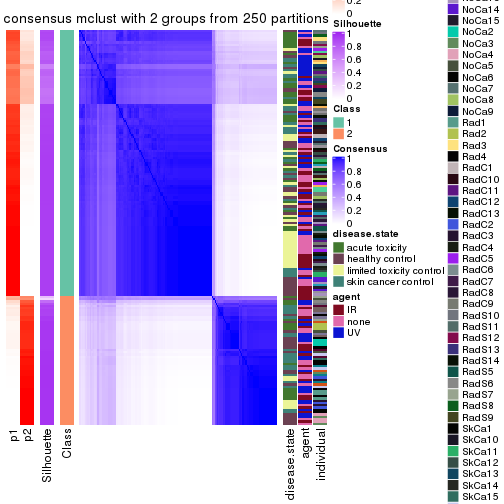 consensus mclust with 2 groups from 250 partitions
0.2
0
Silhouette
1
0.8
0.6
0.4
0.2
0
Class
1
2
Consensus
1
0.8
0.6
0.4
0.2
0
disease.state
acute toxicity
healthy control
limited toxicity control
skin cancer control
agent
IR
none
UV
p1
p2
Silhouette
Class
disease.state
agent
individual
NoCa14
NoCa15
NoCa2
NoCa3
NoCa4
NoCa5
NoCa6
NoCa7
NoCa8
NoCa9
Rad1
Rad2
Rad3
Rad4
RadC1
RadC10
RadC11
RadC12
RadC13
RadC2
RadC3
RadC4
RadC5
RadC6
RadC7
RadC8
RadC9
RadS10
RadS11
RadS12
RadS13
RadS14
RadS5
RadS6
RadS7
RadS8
RadS9
SkCa1
SkCa10
SkCa11
SkCa12
SkCa13
SkCa14
SkCa15